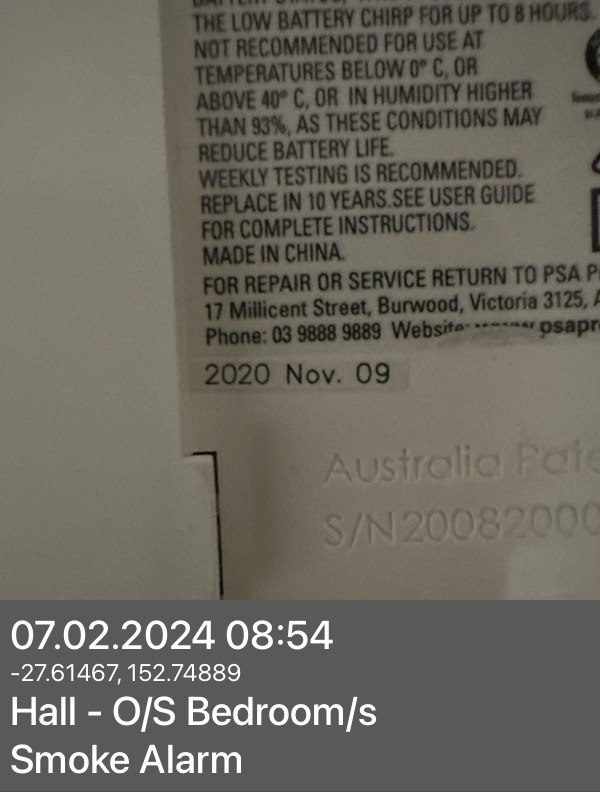 THE LOW BATTERY CHIRP FOR UP TO 8 HOURS.
NOT RECOMMENDED FOR USE AT
TEMPERATURES BELOW 0° C, OR
ABOVE 40° C, OR IN HUMIDITY HIGHER
THAN 93%, AS THESE CONDITIONS MAY
REDUCE BATTERY LIFE.
WEEKLY TESTING IS RECOMMENDED.
REPLACE IN 10 YEARS.SEE USER GUIDE
FOR COMPLETE INSTRUCTIONS.
MADE IN CHINA.
FOR REPAIR OR SERVICE RETURN TO PSA P
17 Millicent Street, Burwood, Victoria 3125, A
Phone: 03 9888 9889 Website: psapr
2020 Nov. 09
Australia Pate
S/N20082000
07.02.2024 08:54
-27.61467, 152.74889
Hall - O/S Bedroom/s
Smoke Alarm